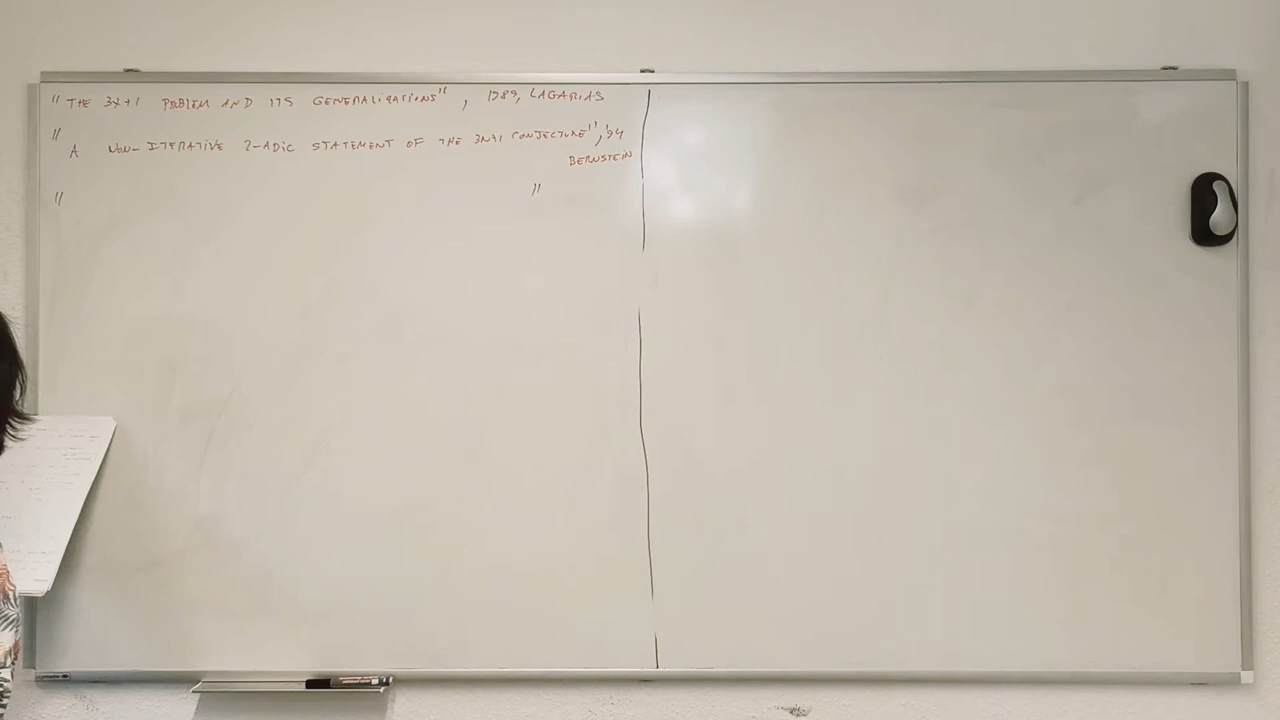 "THE 3X+1 PROBLEM AND ITS GENERALIZATIONS", 1989, LAGARIAS
"A NON-ITERATIVE 2-ADIC STATEMENT OF THE 3N+1 CONJECTURE", '94
BERNSTEIN
" "